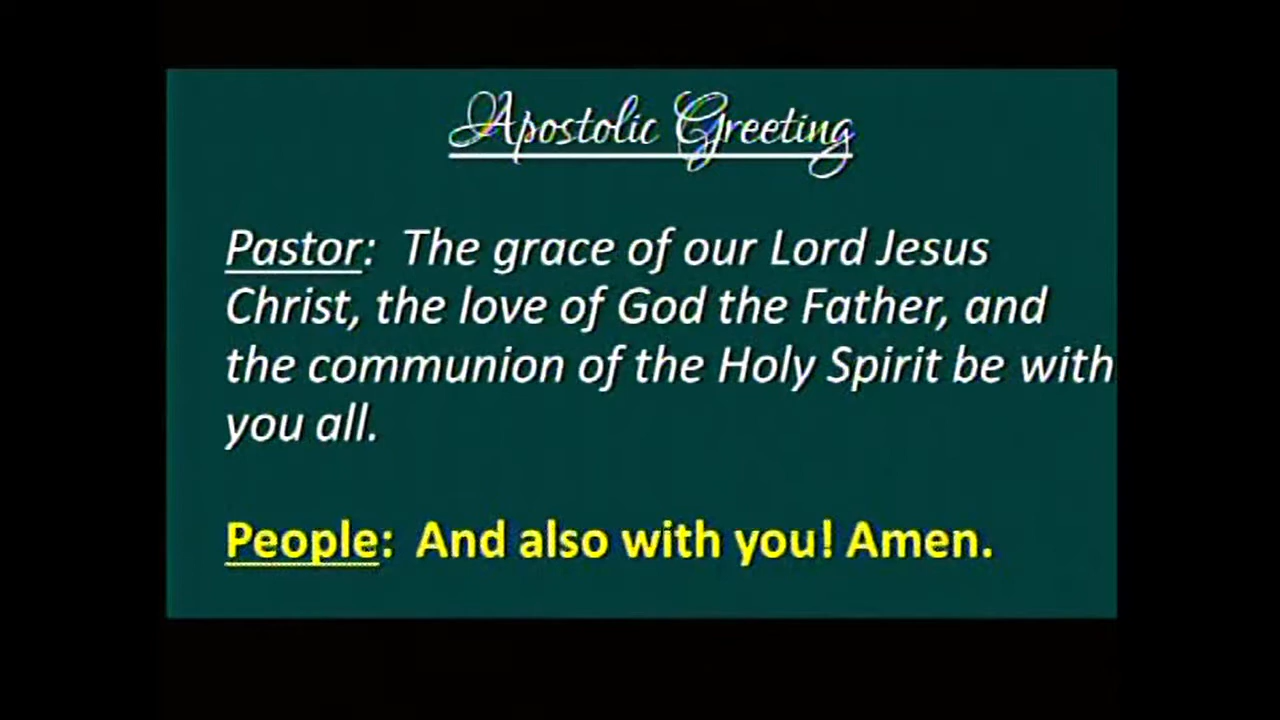 Apostolic Greeting
Pastor: The grace of our Lord Jesus
Christ, the love of God the Father, and
the communion of the Holy Spirit be with
you all.
People: And also with you! Amen.